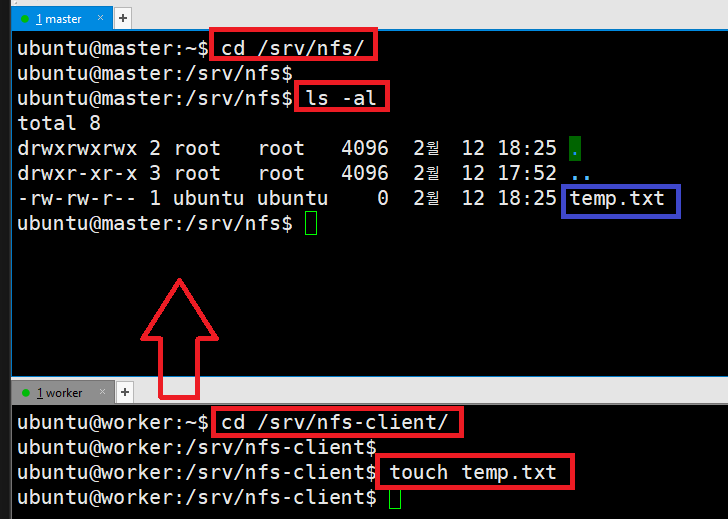 1 master × +
ubuntu@master:~$ cd /srv/nfs/
ubuntu@master:/srv/nfs$
ubuntu@master:/srv/nfs$ ls -al
total 8
drwxrwxrwx 2 root   root   4096  2월  12 18:25 .
drwxr-xr-x 3 root   root   4096  2월  12 17:52 ..
-rw-rw-r-- 1 ubuntu ubuntu    0  2월  12 18:25 temp.txt
ubuntu@master:/srv/nfs$
1 worker × +
ubuntu@worker:~$ cd /srv/nfs-client/
ubuntu@worker:/srv/nfs-client$
ubuntu@worker:/srv/nfs-client$ touch temp.txt
ubuntu@worker:/srv/nfs-client$